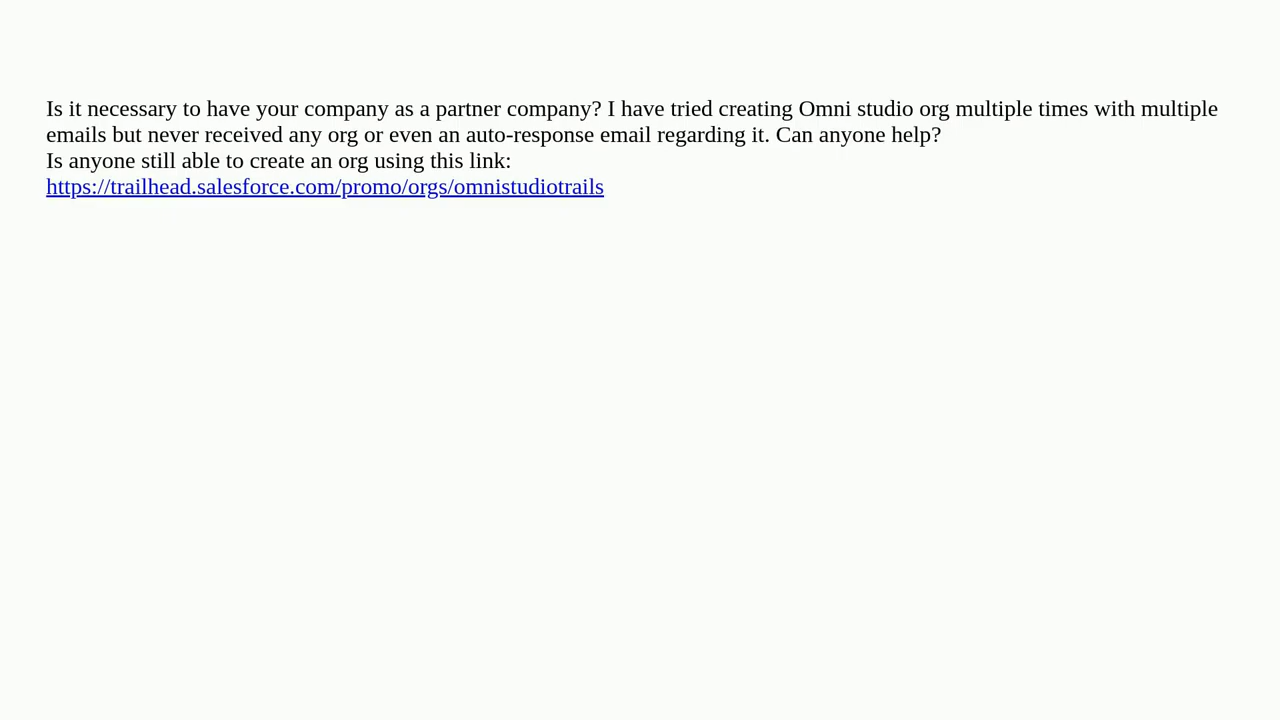 Is it necessary to have your company as a partner company? I have tried creating Omni studio org multiple times with multiple
emails but never received any org or even an auto-response email regarding it. Can anyone help?
Is anyone still able to create an org using this link:
https://trailhead.salesforce.com/promo/orgs/omnistudiotrails